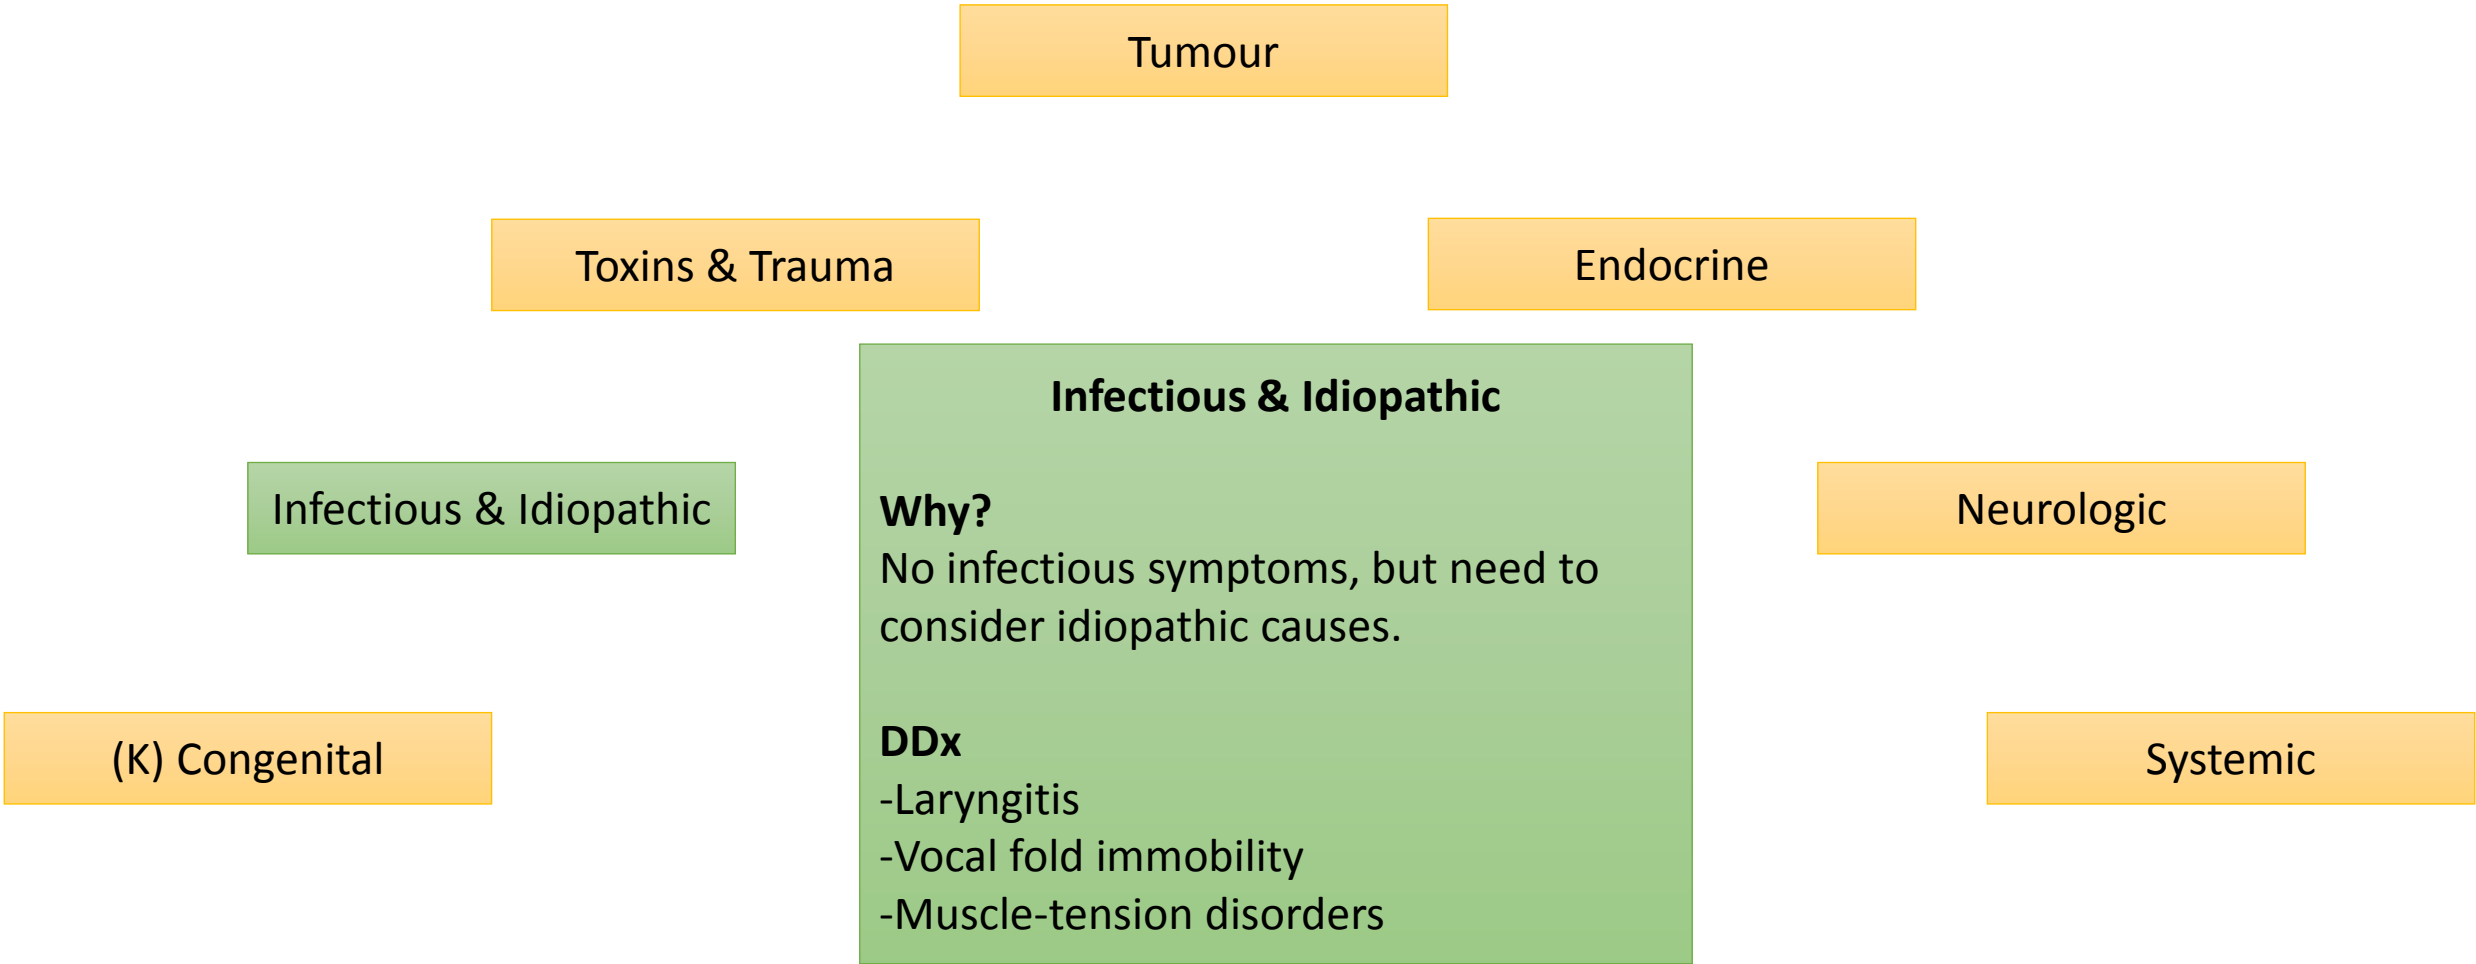 Tumour
Toxins & Trauma
Endocrine
Infectious & Idiopathic
Infectious & Idiopathic
Why?
No infectious symptoms, but need to
consider idiopathic causes.
DDx
-Laryngitis
-Vocal fold immobility
-Muscle-tension disorders
Neurologic
(K) Congenital
Systemic